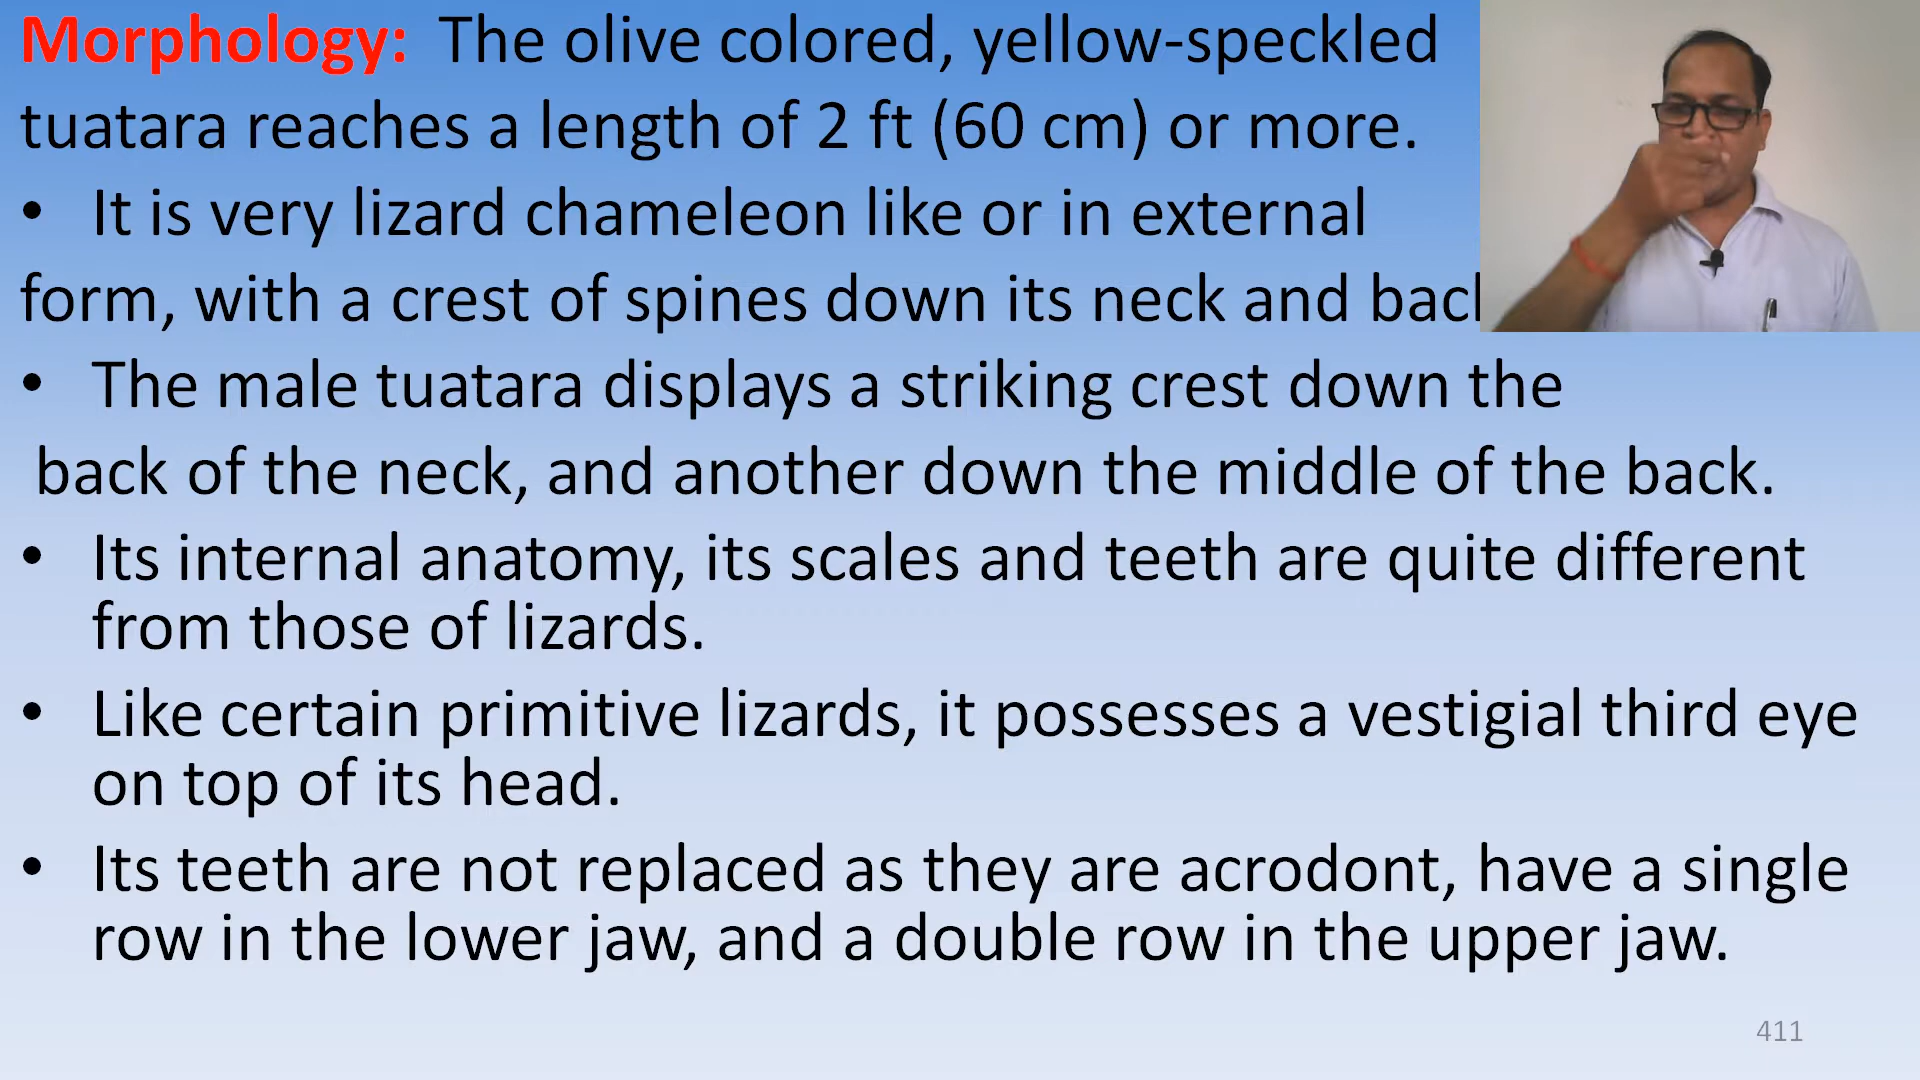 Morphology: The olive colored, yellow-speckled
tuatara reaches a length of 2 ft (60 cm) or more.
• It is very lizard chameleon like or in external
form, with a crest of spines down its neck and
• The male tuatara displays a striking crest down the
back of the neck, and another down the middle of the back.
• Its internal anatomy, its scales and teeth are quite different
from those of lizards.
• Like certain primitive lizards, it possesses a vestigial third eye
on top of its head.
• Its teeth are not replaced as they are acrodont, have a single
row in the lower jaw, and a double row in the upper jaw.
411